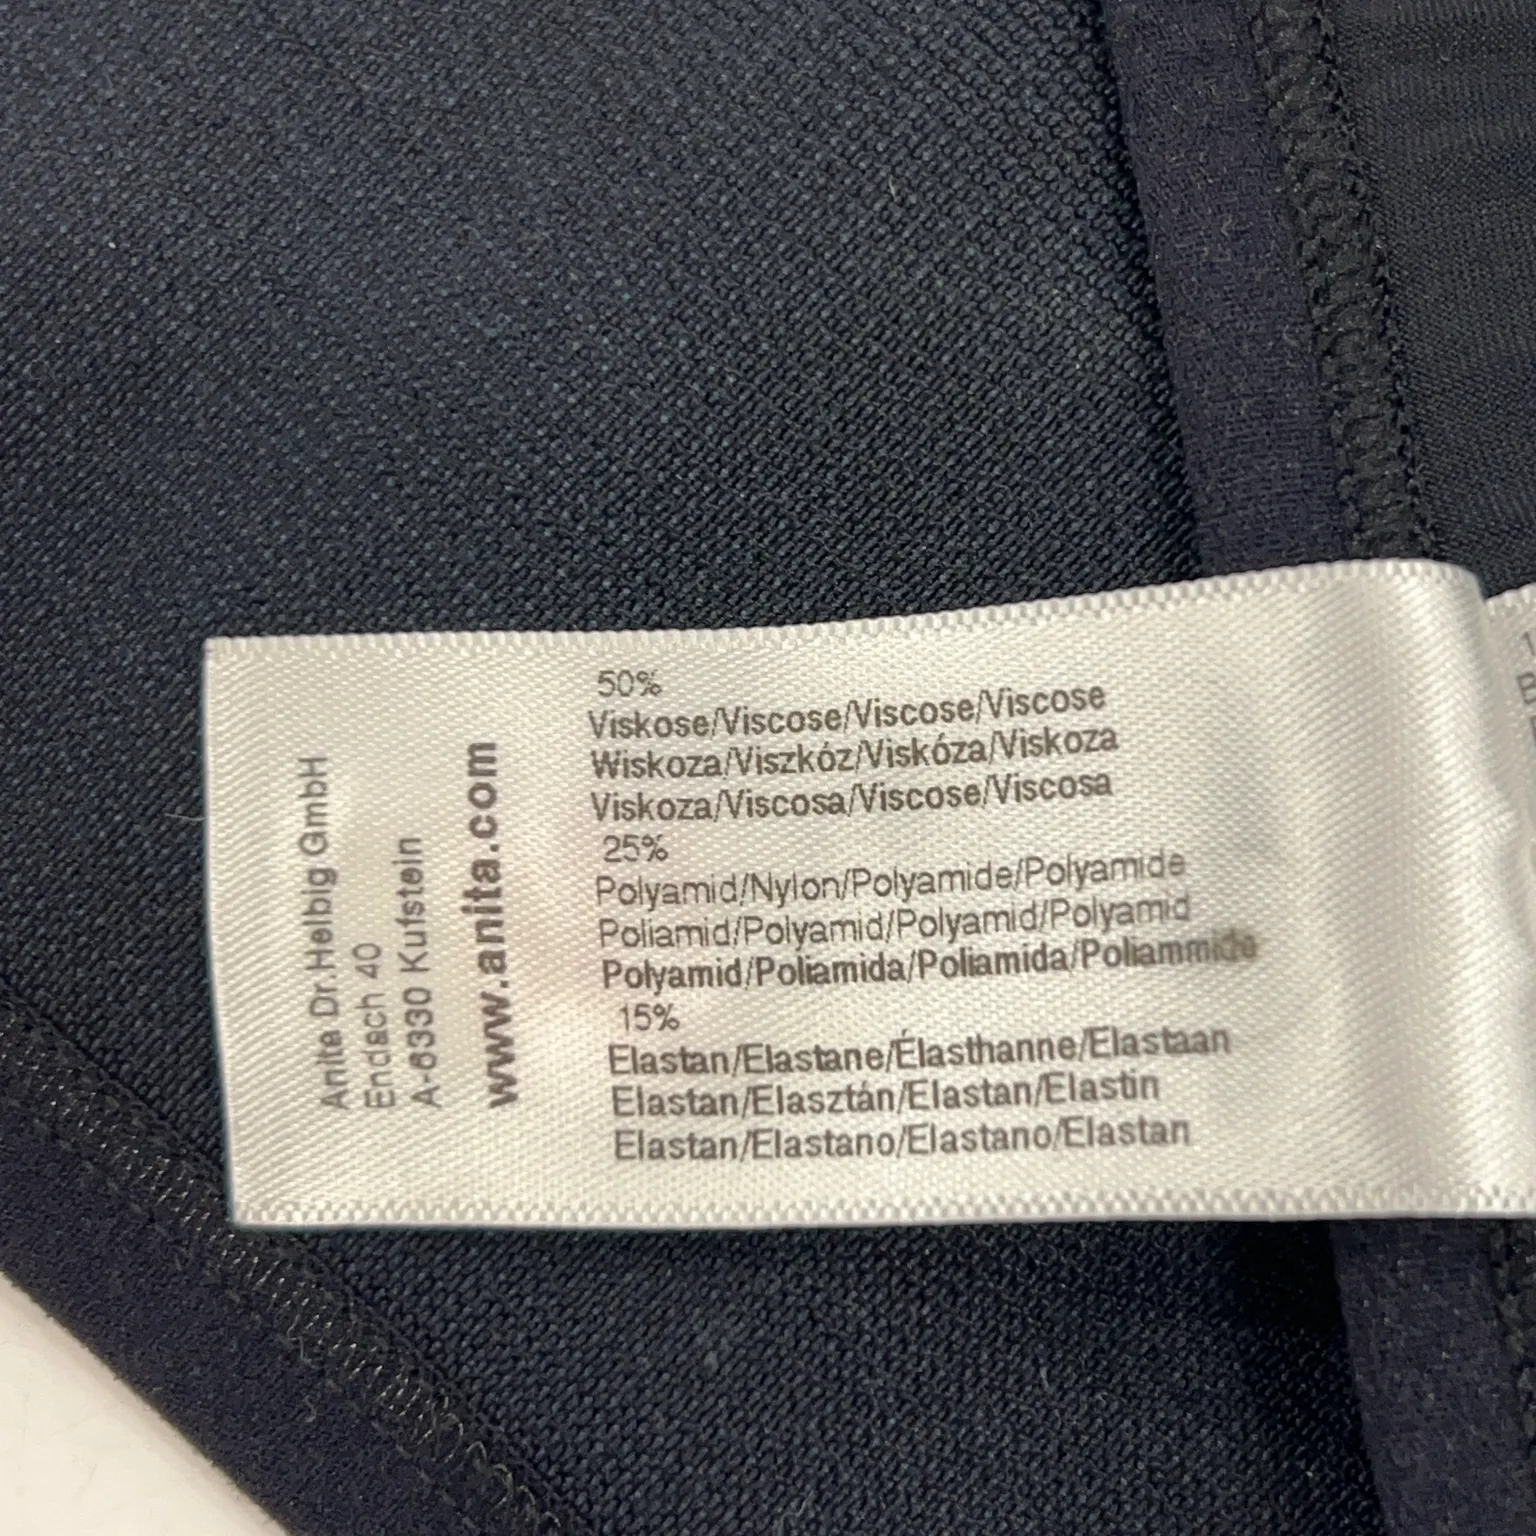 Anita Dr.Helbig GmbH
Endach 40
A-6330 Kufstein
www.anita.com
50%
Viskose/Viscose/Viscose/Viscose
Wiskoza/Viszkóz/Viskóza/Viskoza
Viskoza/Viscosa/Viscose/Viscosa
25%
Polyamid/Nylon/Polyamide/Polyamide
Poliamid/Polyamid/Polyamid/Polyamid
Polyamid/Poliamida/Poliamida/Poliammide
15%
Elastan/Elastane/Élasthanne/Elastaan
Elastan/Elasztán/Elastan/Elastin
Elastan/Elastano/Elastano/Elastan